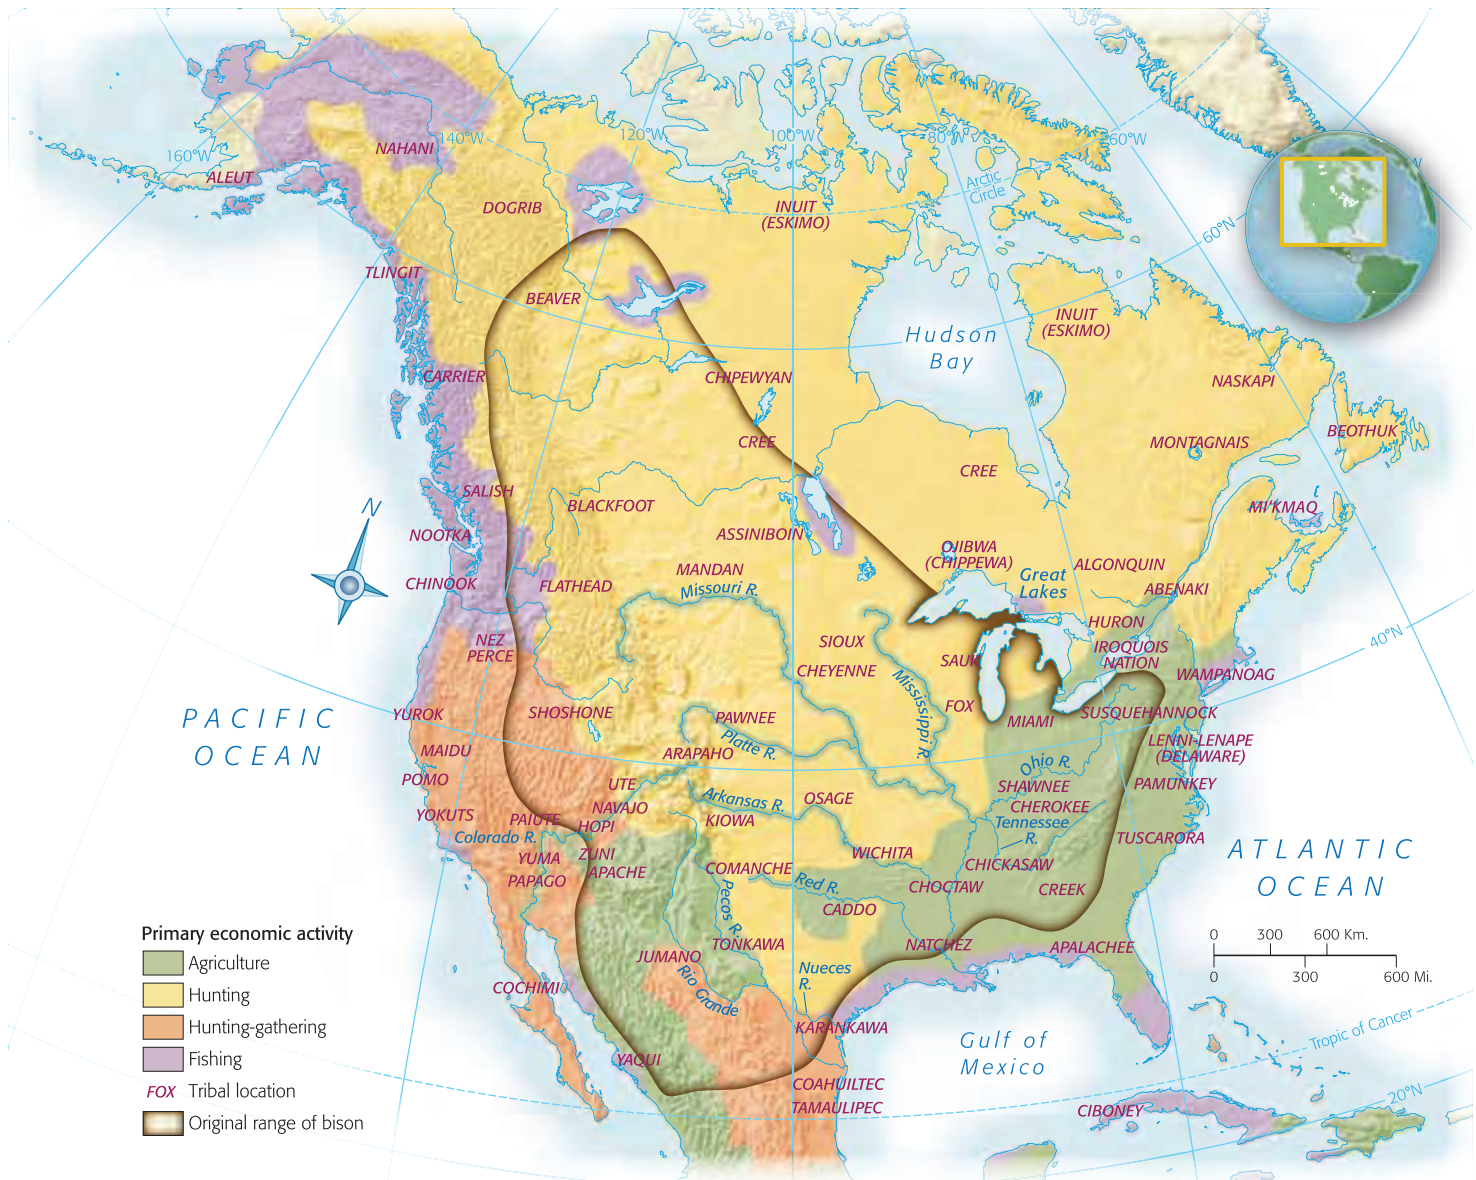 160°W
140°W
120°W
100°W
80°W
60°W
Arctic
Circle
60°N
40°N
20°N
Tropic of Cancer
NAHANI
ALEUT
DOGRIB
INUIT
(ESKIMO)
TLINGIT
BEAVER
Hudson
Bay
INUIT
(ESKIMO)
CARRIER
CHIPEWYAN
NASKAPI
CREE
BEOTHUK
MONTAGNAIS
CREE
SALISH
BLACKFOOT
MI'KMAQ
N
NOOTKA
ASSINIBOIN
OJIBWA
(CHIPPEWA)
ALGONQUIN
CHINOOK
FLATHEAD
MANDAN
Missouri R.
Great
Lakes
ABENAKI
HURON
NEZ
PERCE
SIOUX
IROQUOIS
NATION
CHEYENNE
SAUK
WAMPANOAG
Mississippi R.
PACIFIC
OCEAN
YUROK
SHOSHONE
PAWNEE
FOX
MIAMI
SUSQUEHANNOCK
MAIDU
ARAPAHO
Platte R.
LENNI-LENAPE
(DELAWARE)
POMO
UTE
Ohio R.
SHAWNEE
PAMUNKEY
YOKUTS
NAVAJO
Arkansas R.
OSAGE
CHEROKEE
PAIUTE
HOPI
KIOWA
Tennessee
R.
Colorado R.
TUSCARORA
YUMA
ZUNI
WICHITA
ATLANTIC
OCEAN
PAPAGO
APACHE
COMANCHE
CHICKASAW
Red R.
CHOCTAW
CREEK
Pecos R.
CADDO
JUMANO
TONKAWA
NATCHEZ
APALACHEE
Rio Grande
Nueces
R.
COCHIMI
KARANKAWA
Gulf of
Mexico
YAQUI
COAHUILTEC
TAMAULIPEC
CIBONEY
0 300 600 Km.
0 300 600 Mi.
Primary economic activity
Agriculture
Hunting
Hunting-gathering
Fishing
FOX Tribal location
Original range of bison